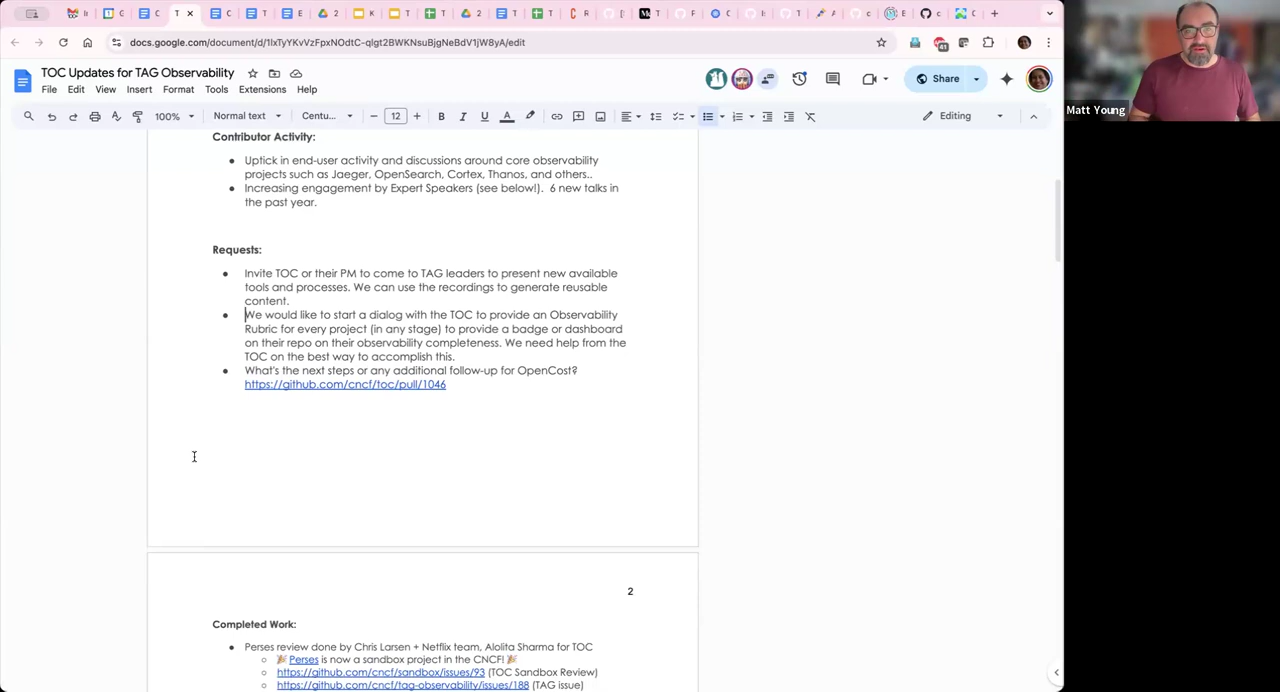 docs.google.com/document/d/1lxTyYKvVzFpxNOdtC-qIgt2BWKNsuBjgNeBdV1jW8yA/edit
41
TOC Updates for TAG Observability
File Edit View Insert Format Tools Extensions Help
Share
100%
Normal text
Centu...
12
Editing
Matt Young
Contributor Activity:
Uptick in end-user activity and discussions around core observability
projects such as Jaeger, OpenSearch, Cortex, Thanos, and others..
Increasing engagement by Expert Speakers (see below!). 6 new talks in
the past year.
Requests:
Invite TOC or their PM to come to TAG leaders to present new available
tools and processes. We can use the recordings to generate reusable
content.
We would like to start a dialog with the TOC to provide an Observability
Rubric for every project (in any stage) to provide a badge or dashboard
on their repo on their observability completeness. We need help from the
TOC on the best way to accomplish this.
What's the next steps or any additional follow-up for OpenCost?
https://github.com/cncf/toc/pull/1046
2
Completed Work:
Perses review done by Chris Larsen + Netflix team, Alolita Sharma for TOC
🎉 Perses is now a sandbox project in the CNCF! 🎉
https://github.com/cncf/sandbox/issues/93 (TOC Sandbox Review)
https://github.com/cncf/tag-observability/issues/188 (TAG issue)